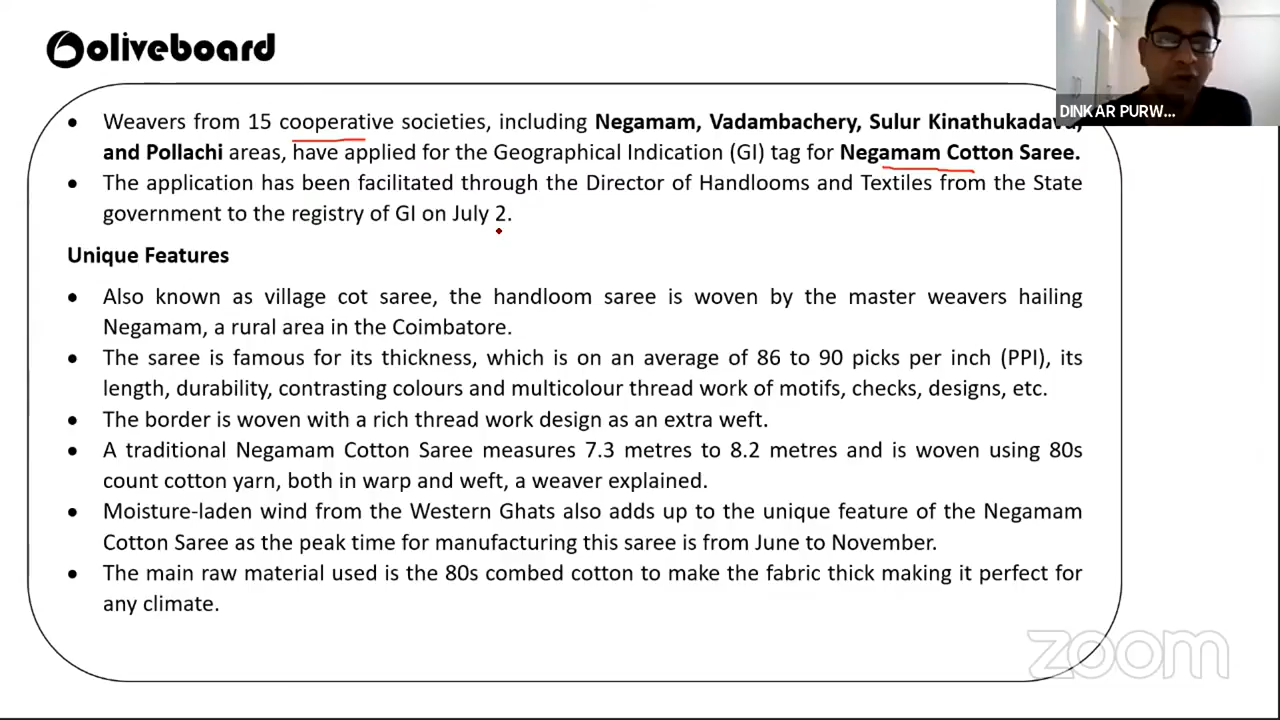 oliveboard
DINKAR PURW...
• Weavers from 15 cooperative societies, including Negamam, Vadambachery, Sulur Kinathukadavu,
and Pollachi areas, have applied for the Geographical Indication (GI) tag for Negamam Cotton Saree.
• The application has been facilitated through the Director of Handlooms and Textiles from the State
government to the registry of GI on July 2.
Unique Features
• Also known as village cot saree, the handloom saree is woven by the master weavers hailing
Negamam, a rural area in the Coimbatore.
• The saree is famous for its thickness, which is on an average of 86 to 90 picks per inch (PPI), its
length, durability, contrasting colours and multicolour thread work of motifs, checks, designs, etc.
• The border is woven with a rich thread work design as an extra weft.
• A traditional Negamam Cotton Saree measures 7.3 metres to 8.2 metres and is woven using 80s
count cotton yarn, both in warp and weft, a weaver explained.
• Moisture-laden wind from the Western Ghats also adds up to the unique feature of the Negamam
Cotton Saree as the peak time for manufacturing this saree is from June to November.
• The main raw material used is the 80s combed cotton to make the fabric thick making it perfect for
any climate.
zoom